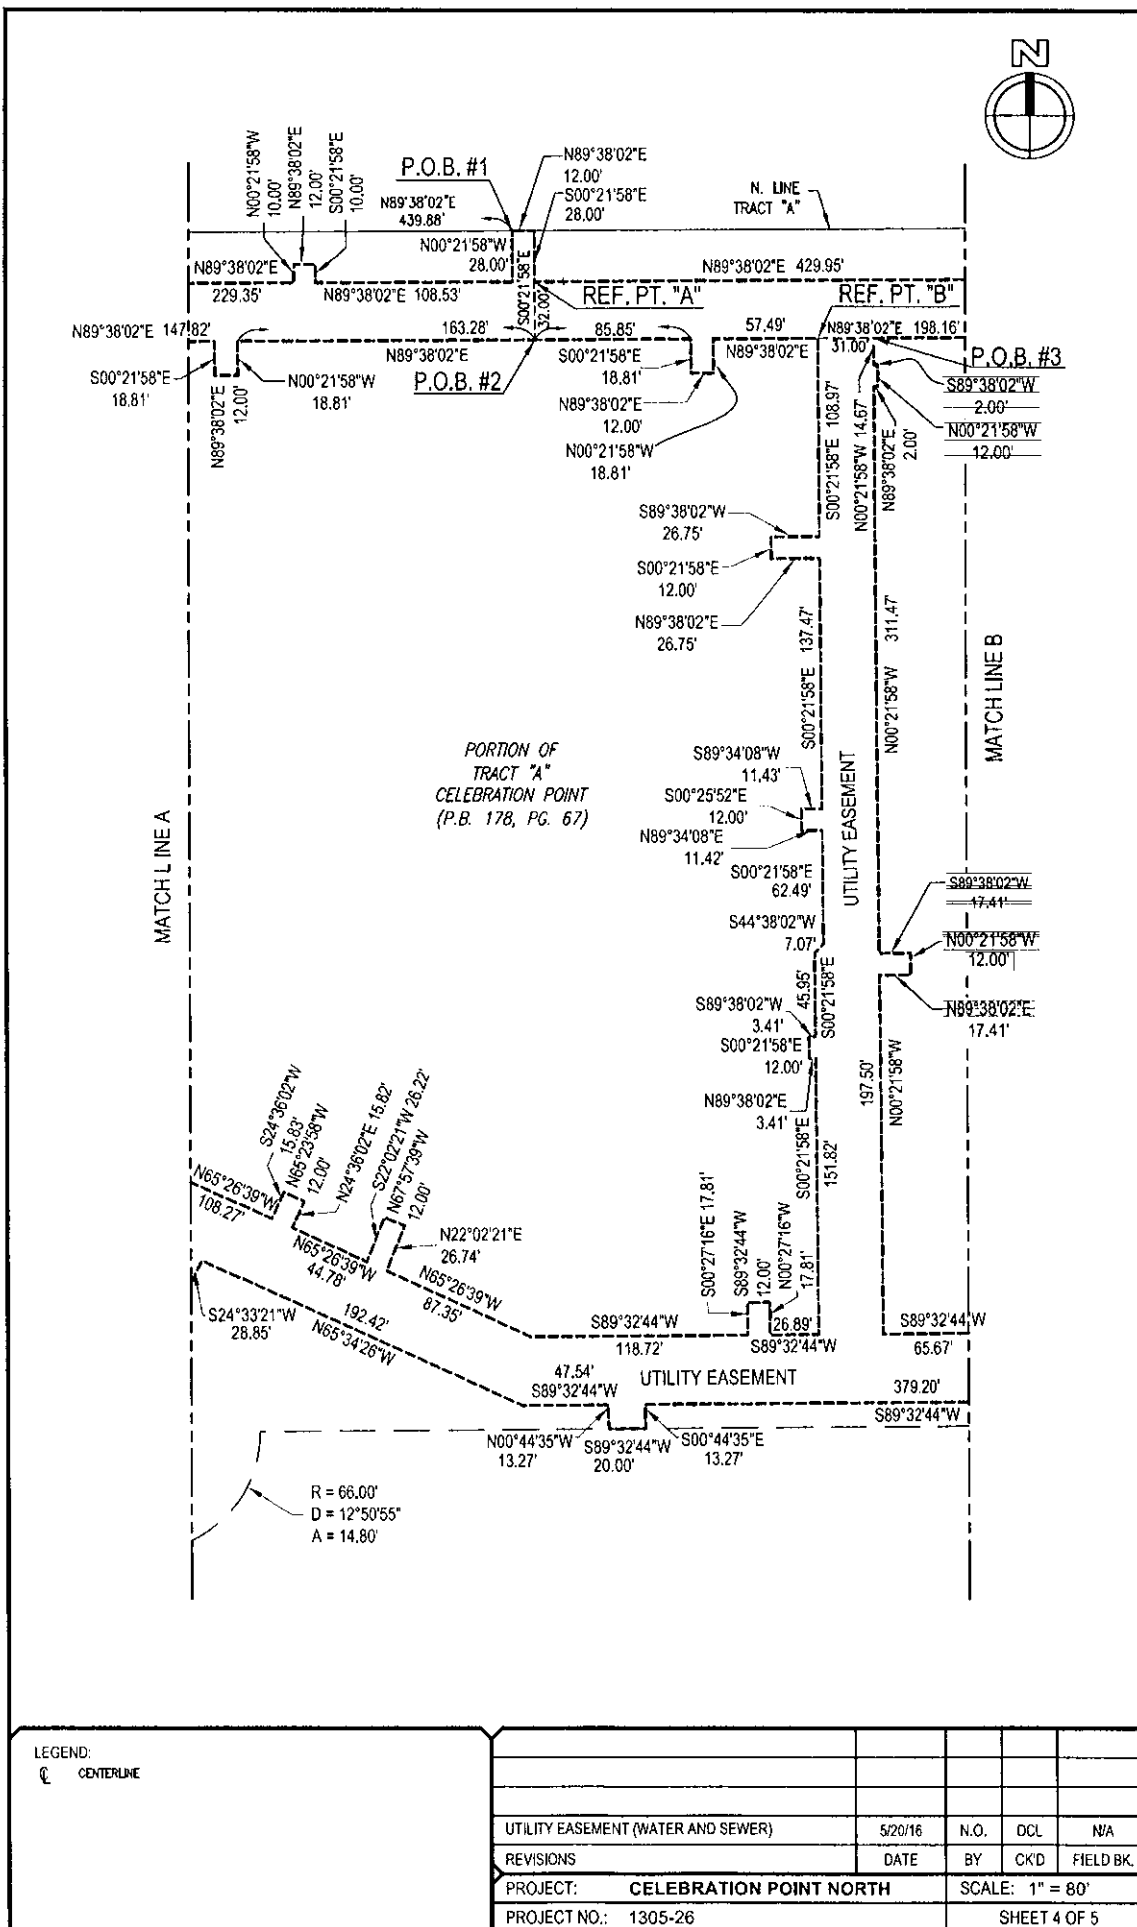 N
N00°21'58"W
10.00'
N89°38'02"E
12.00'
S00°21'58"E
10.00'
P.O.B. #1
N89°38'02"E
12.00'
S00°21'58"E
28.00'
N89°38'02"E
439.88'
N. LINE
TRACT "A"
N00°21'58"W
28.00'
N89°38'02"E
229.35'
N89°38'02"E 108.53'
S00°21'58"E
32.00'
N89°38'02"E 429.95'
REF. PT. "A"
REF. PT. "B"
N89°38'02"E 147.82'
163.28'
N89°38'02"E
85.85'
57.49'
N89°38'02"E
N89°38'02"E
31.00'
198.16'
P.O.B. #3
S00°21'58"E
18.81'
N89°38'02"E
12.00'
N00°21'58"W
18.81'
P.O.B. #2
S00°21'58"E
18.81'
N89°38'02"E
12.00'
N00°21'58"W
18.81'
S00°21'58"E 108.97'
N00°21'58"W 14.67'
N89°38'02"E
2.00'
S89°38'02"W
2.00'
N00°21'58"W
12.00'
S89°38'02"W
26.75'
S00°21'58"E
12.00'
N89°38'02"E
26.75'
S00°21'58"E 137.47'
N00°21'58"W 311.47'
MATCH LINE B
PORTION OF
TRACT "A"
CELEBRATION POINT
(P.B. 178, PG. 67)
S89°34'08"W
11.43'
S00°25'52"E
12.00'
N89°34'08"E
11.42'
UTILITY EASEMENT
MATCH LINE A
S00°21'58"E
62.49'
S44°38'02"W
7.07'
45.95'
S00°21'58"E
S89°38'02"W
17.41'
N00°21'58"W
12.00'
N89°38'02"E
17.41'
S89°38'02"W
3.41'
S00°21'58"E
12.00'
N89°38'02"E
3.41'
197.50'
N00°21'58"W
S00°21'58"E
151.82'
S24°36'02"W
15.83'
N65°23'58"W
12.00'
N24°36'02"E 15.82'
S22°02'21"W 26.22'
N67°57'39"W
12.00'
N65°26'39"W
108.27'
N65°26'39"W
44.78'
N22°02'21"E
26.74'
N65°26'39"W
87.35'
S24°33'21"W
28.85'
192.42'
N65°34'26"W
S00°27'16"E 17.81'
S89°32'44"W
12.00'
N00°27'16"W
17.81'
S89°32'44"W
118.72'
26.89'
S89°32'44"W
S89°32'44"W
65.67'
47.54'
S89°32'44"W
UTILITY EASEMENT
379.20'
S89°32'44"W
N00°44'35"W
13.27'
S89°32'44"W
20.00'
S00°44'35"E
13.27'
R = 66.00'
D = 12°50'55"
A = 14.80'
LEGEND:
℄ CENTERLINE
UTILITY EASEMENT (WATER AND SEWER) 5/20/16 N.O. DCL N/A
REVISIONS DATE BY CK'D FIELD BK.
PROJECT: CELEBRATION POINT NORTH SCALE: 1" = 80'
PROJECT NO.: 1305-26 SHEET 4 OF 5